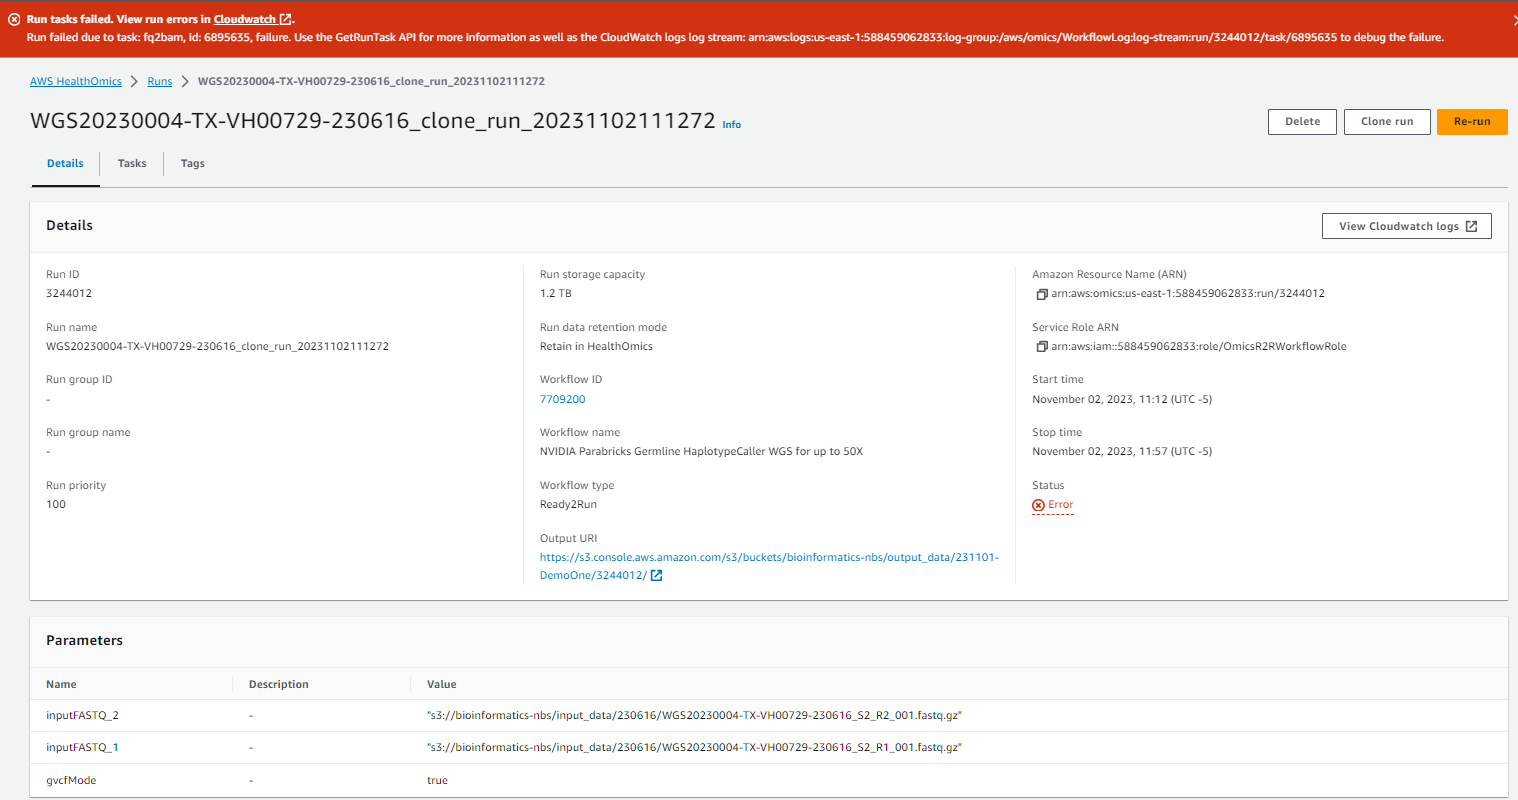 Run tasks failed. View run errors in Cloudwatch.
Run failed due to task: fq2bam, id: 6895635, failure. Use the GetRunTask API for more information as well as the CloudWatch logs log stream: arn:aws:logs:us-east-1:588459062833:log-group:/aws/omics/WorkflowLog:log-stream:run/3244012/task/6895635 to debug the failure.
AWS HealthOmics > Runs > WGS20230004-TX-VH00729-230616_clone_run_20231102111272
WGS20230004-TX-VH00729-230616_clone_run_20231102111272 Info
Delete Clone run Re-run
Details Tasks Tags
Details
View Cloudwatch logs
Run ID
3244012
Run name
WGS20230004-TX-VH00729-230616_clone_run_20231102111272
Run group ID
-
Run group name
-
Run priority
100
Run storage capacity
1.2 TB
Run data retention mode
Retain in HealthOmics
Workflow ID
7709200
Workflow name
NVIDIA Parabricks Germline HaplotypeCaller WGS for up to 50X
Workflow type
Ready2Run
Output URI
https://s3.console.aws.amazon.com/s3/buckets/bioinformatics-nbs/output_data/231101-
DemoOne/3244012/
Amazon Resource Name (ARN)
arn:aws:omics:us-east-1:588459062833:run/3244012
Service Role ARN
arn:aws:iam::588459062833:role/OmicsR2RWorkflowRole
Start time
November 02, 2023, 11:12 (UTC -5)
Stop time
November 02, 2023, 11:57 (UTC -5)
Status
Error
Parameters
Name Description Value
inputFASTQ_2 - "s3://bioinformatics-nbs/input_data/230616/WGS20230004-TX-VH00729-230616_S2_R2_001.fastq.gz"
inputFASTQ_1 - "s3://bioinformatics-nbs/input_data/230616/WGS20230004-TX-VH00729-230616_S2_R1_001.fastq.gz"
gvcfMode - true